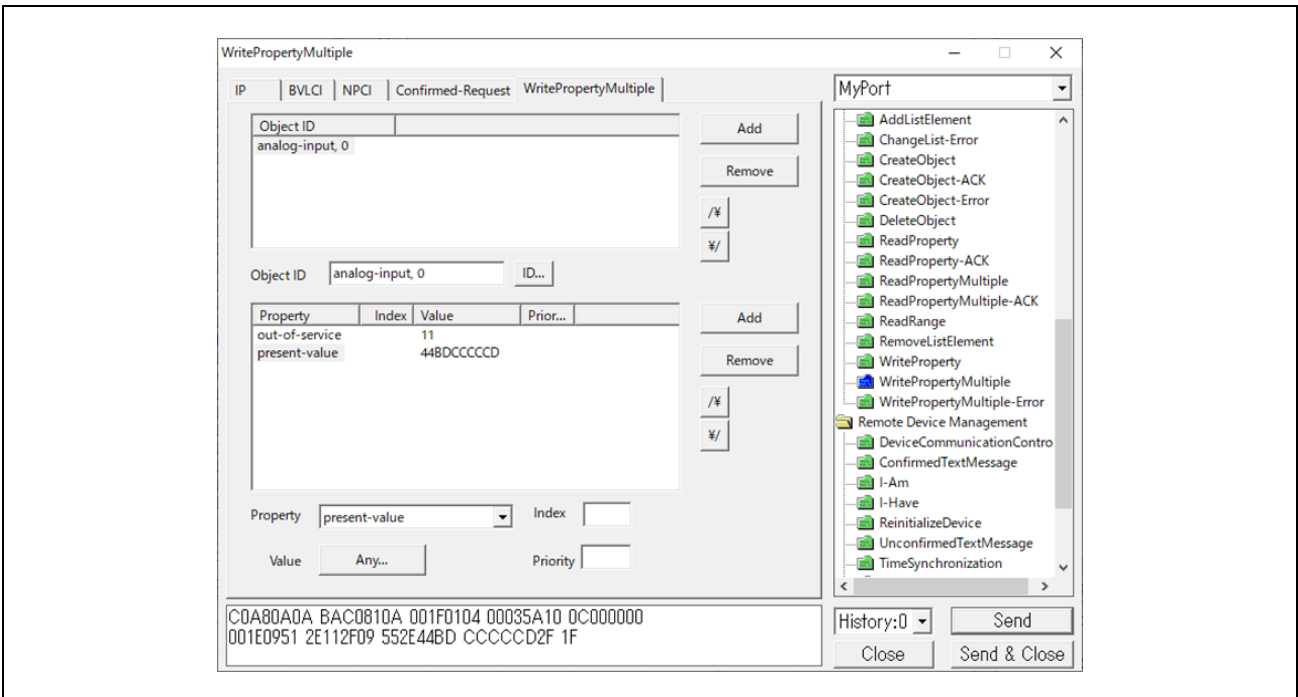 WritePropertyMultiple
IP BVLCI NPCI Confirmed-Request WritePropertyMultiple
Object ID
analog-input, 0
Add
Remove
/¥
¥/
Object ID analog-input, 0 ID...
Property Index Value Prior...
out-of-service 11
present-value 44BDCCCCCD
Add
Remove
/¥
¥/
Property present-value Index
Value Any... Priority
C0A80A0A BAC0810A 001F0104 00035A10 0C000000
001E0951 2E112F09 552E44BD CCCCCD2F 1F
MyPort
AddListElement
ChangeList-Error
CreateObject
CreateObject-ACK
CreateObject-Error
DeleteObject
ReadProperty
ReadProperty-ACK
ReadPropertyMultiple
ReadPropertyMultiple-ACK
ReadRange
RemoveListElement
WriteProperty
WritePropertyMultiple
WritePropertyMultiple-Error
Remote Device Management
DeviceCommunicationContro
ConfirmedTextMessage
I-Am
I-Have
ReinitializeDevice
UnconfirmedTextMessage
TimeSynchronization
History:0 Send
Close Send & Close